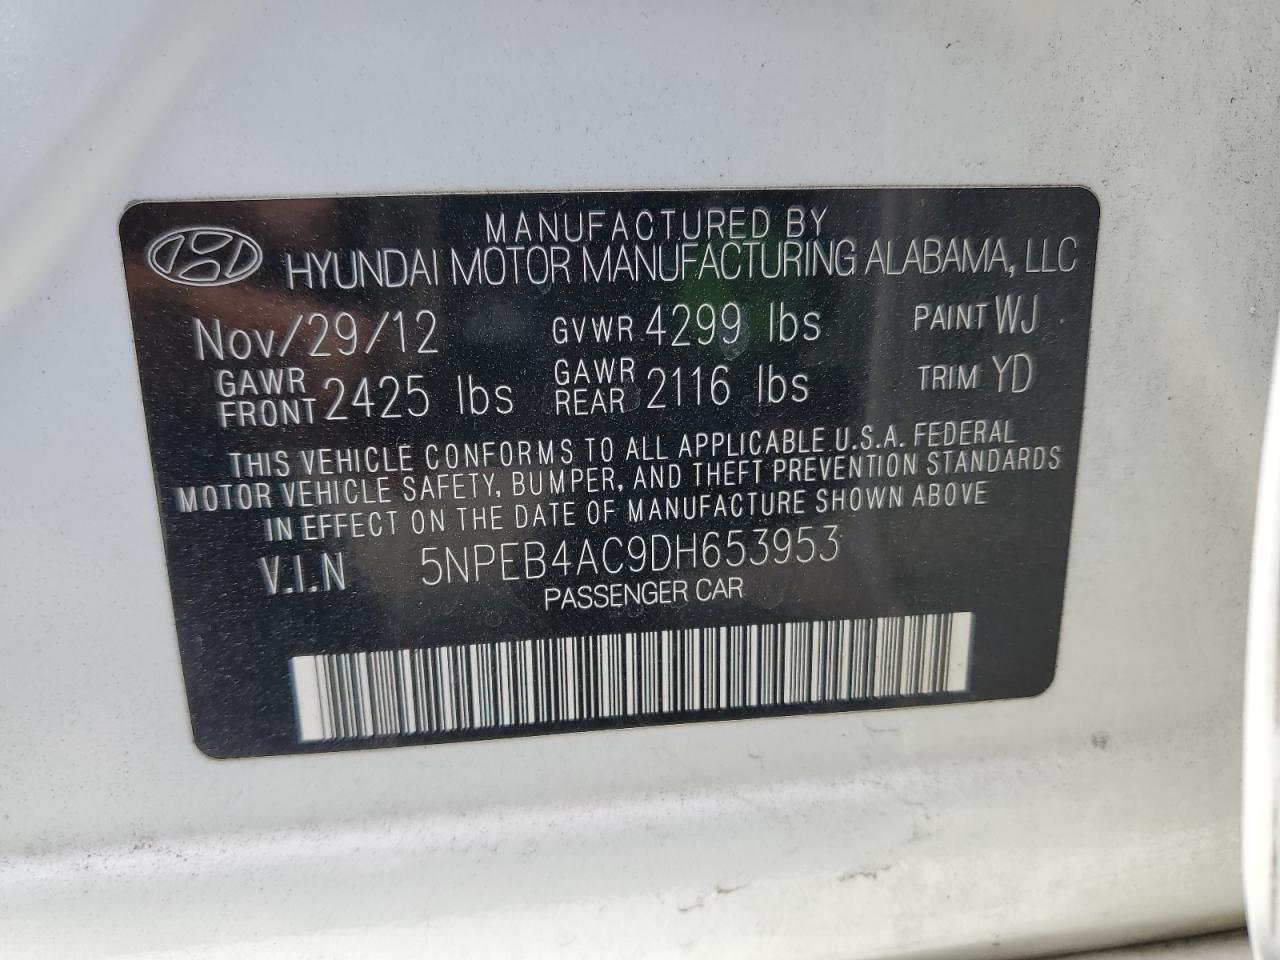 MANUFACTURED BY
HYUNDAI MOTOR MANUFACTURING ALABAMA, LLC
Nov/29/12 GVWR 4299 lbs PAINT WJ
GAWR FRONT 2425 lbs GAWR REAR 2116 lbs TRIM YD
THIS VEHICLE CONFORMS TO ALL APPLICABLE U.S.A. FEDERAL
MOTOR VEHICLE SAFETY, BUMPER, AND THEFT PREVENTION STANDARDS
IN EFFECT ON THE DATE OF MANUFACTURE SHOWN ABOVE
V.I.N 5NPEB4AC9DH653953
PASSENGER CAR